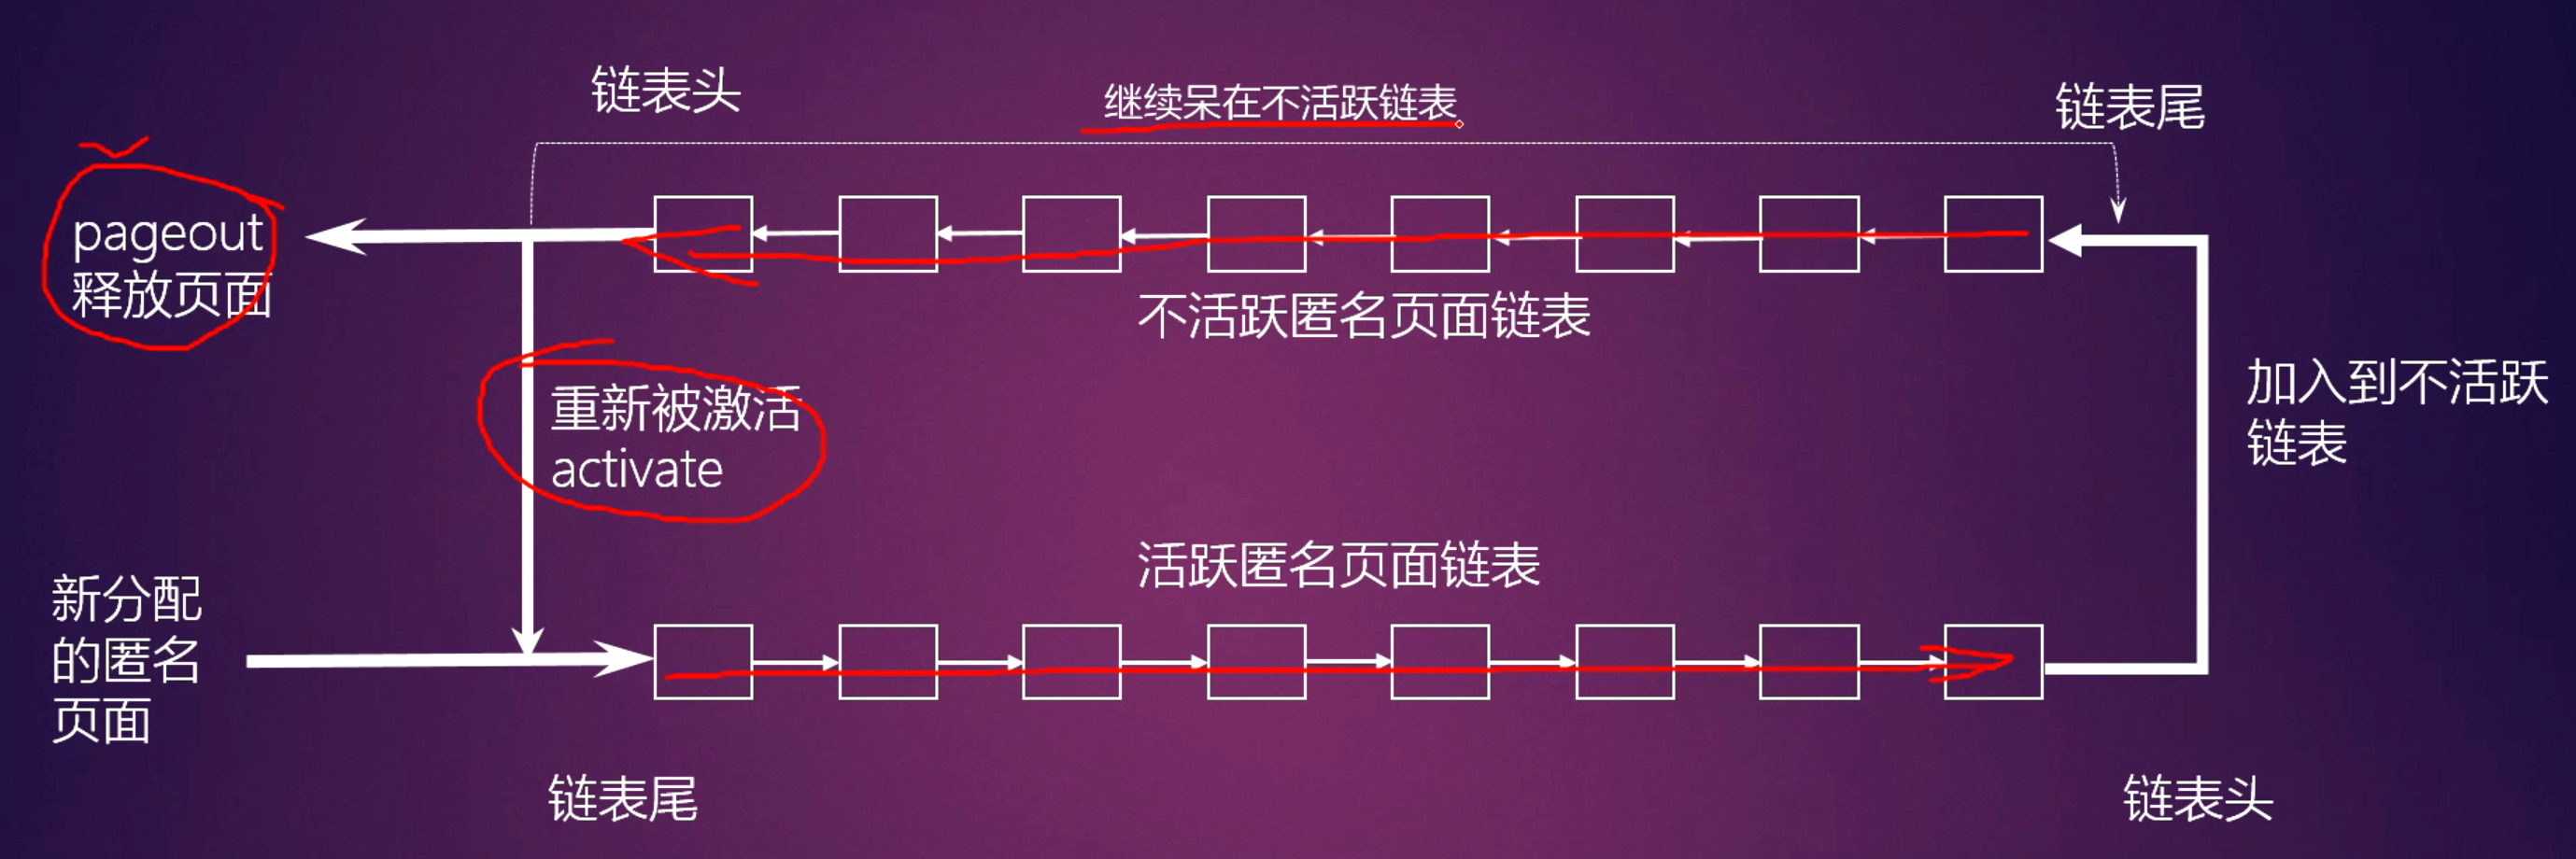 链表头
继续呆在不活跃链表
链表尾
pageout
释放页面
不活跃匿名页面链表
重新被激活
activate
加入到不活跃
链表
活跃匿名页面链表
新分配
的匿名
页面
链表尾
链表头